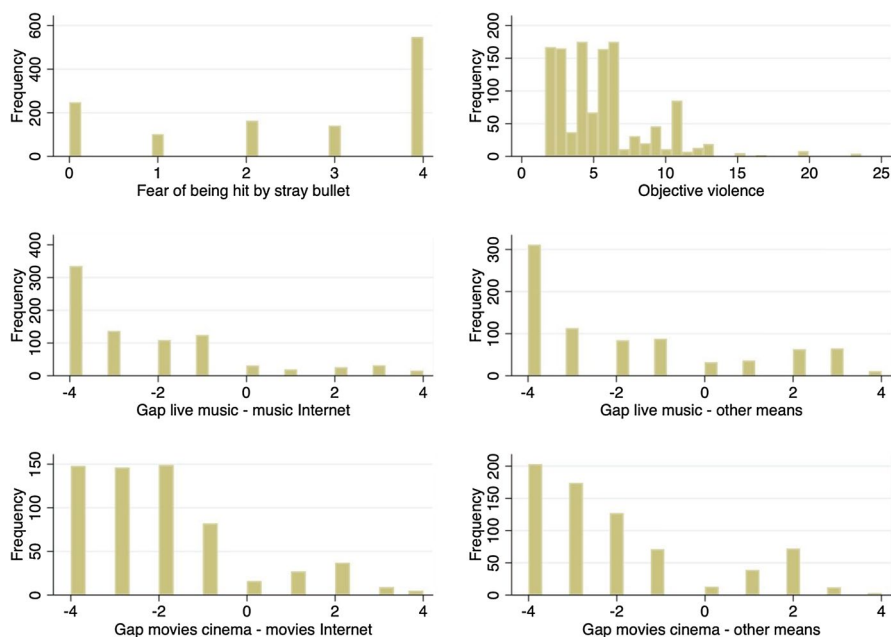 Frequency
0 200 400 600
0 1 2 3 4
Fear of being hit by stray bullet
Frequency
0 50 100 150 200
0 5 10 15 20 25
Objective violence
Frequency
0 100 200 300 400
-4 -2 0 2 4
Gap live music - music Internet
Frequency
0 100 200 300
-4 -2 0 2 4
Gap live music - other means
Frequency
0 50 100 150
-4 -2 0 2 4
Gap movies cinema - movies Internet
Frequency
0 50 100 150 200
-4 -2 0 2 4
Gap movies cinema - other means